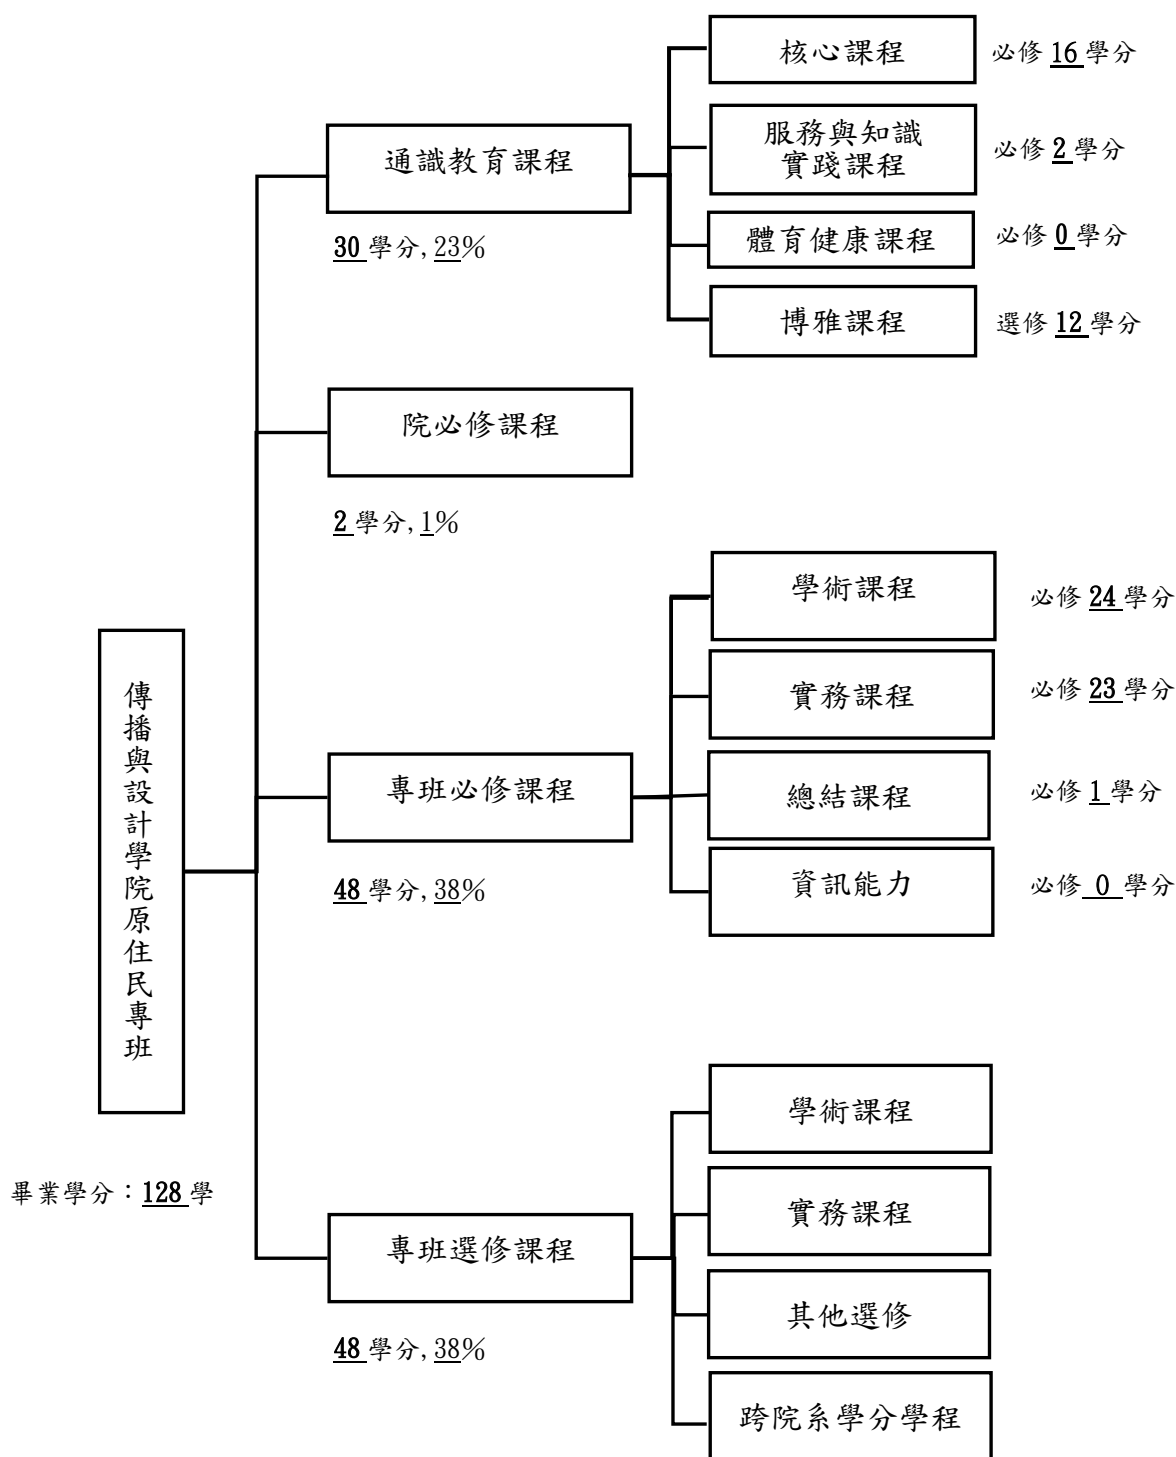 核心課程
必修 16 學分
服務與知識
實踐課程
必修 2 學分
通識教育課程
體育健康課程
必修 0 學分
30 學分, 23%
博雅課程
選修 12 學分
院必修課程
2 學分, 1%
學術課程
必修 24 學分
實務課程
必修 23 學分
傳播與設計學院原住民專班
專班必修課程
總結課程
必修 1 學分
48 學分, 38%
資訊能力
必修 0 學分
學術課程
畢業學分：128 學
實務課程
專班選修課程
其他選修
48 學分, 38%
跨院系學分學程